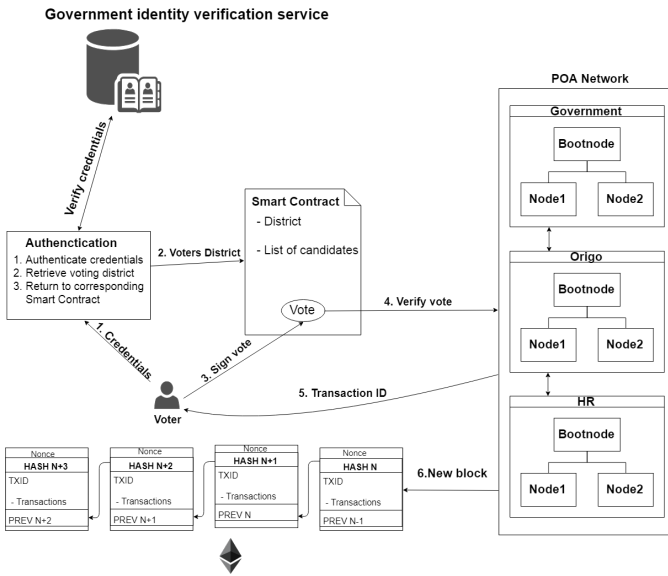 Government identity verification service
Verify credentials
Authenctication
1. Authenticate credentials
2. Retrieve voting district
3. Return to corresponding
Smart Contract
2. Voters District
Smart Contract
- District
- List of candidates
Vote
4. Verify vote
1. Credentials
3. Sign vote
Voter
5. Transaction ID
POA Network
Government
Bootnode
Node1
Node2
Origo
Bootnode
Node1
Node2
HR
Bootnode
Node1
Node2
6.New block
Nonce
HASH N+3
TXID
- Transactions
PREV N+2
Nonce
HASH N+2
TXID
- Transactions
PREV N+1
Nonce
HASH N+1
TXID
- Transactions
PREV N
Nonce
HASH N
TXID
- Transactions
PREV N-1